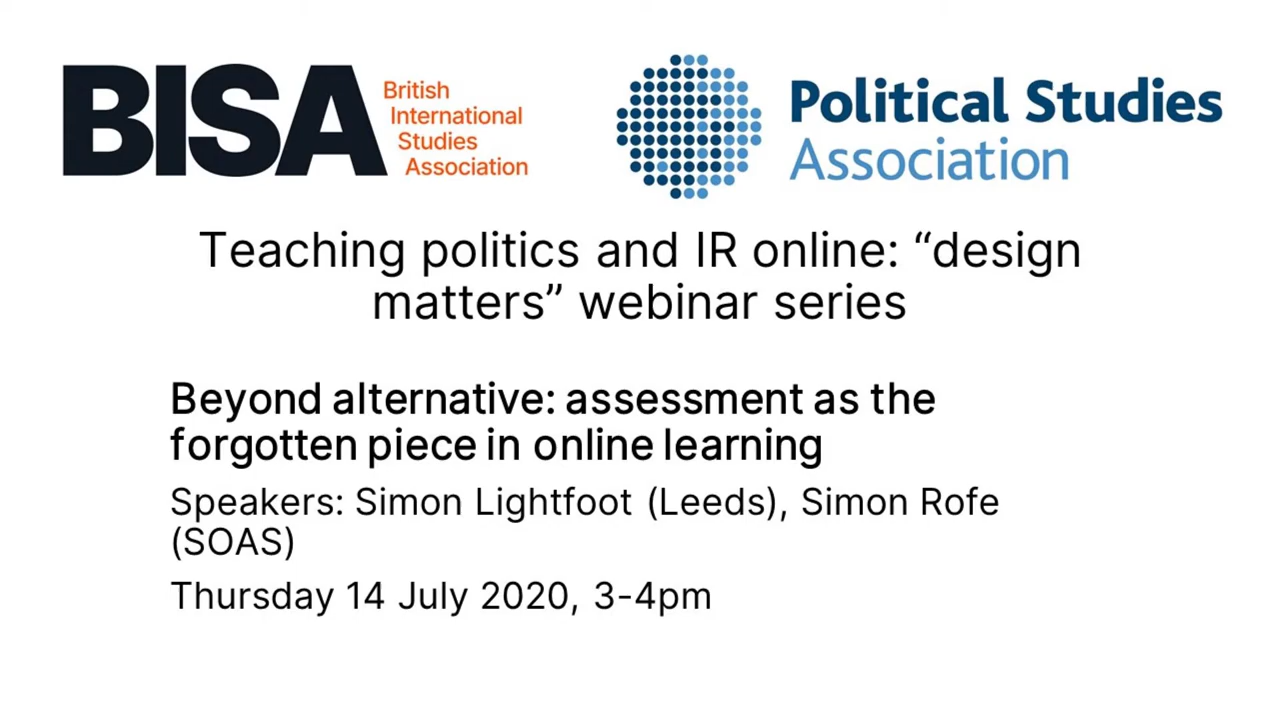 BISA
British
International
Studies
Association
Political Studies
Association
Teaching politics and IR online: “design
matters” webinar series
Beyond alternative: assessment as the
forgotten piece in online learning
Speakers: Simon Lightfoot (Leeds), Simon Rofe
(SOAS)
Thursday 14 July 2020, 3-4pm